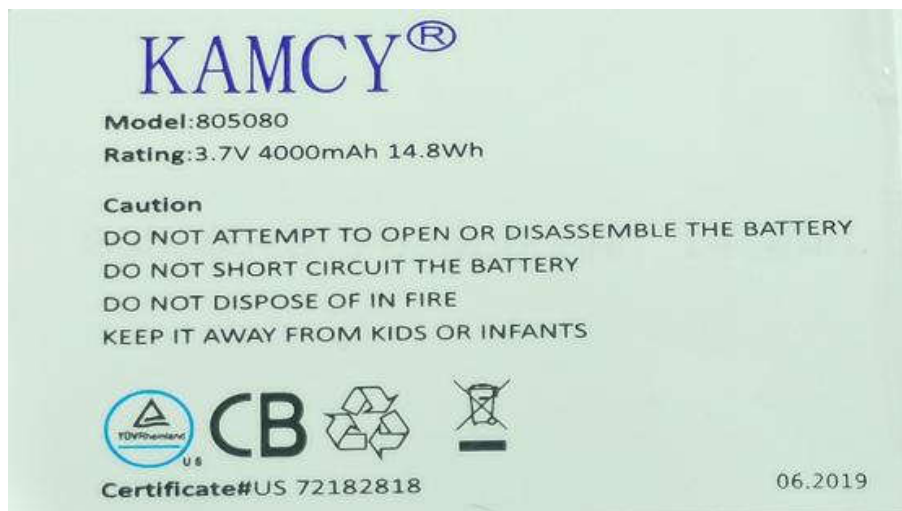 KAMCY®
Model:805080
Rating:3.7V 4000mAh 14.8Wh
Caution
DO NOT ATTEMPT TO OPEN OR DISASSEMBLE THE BATTERY
DO NOT SHORT CIRCUIT THE BATTERY
DO NOT DISPOSE OF IN FIRE
KEEP IT AWAY FROM KIDS OR INFANTS
TÜVRheinland
US
CB
Certificate#US 72182818
06.2019